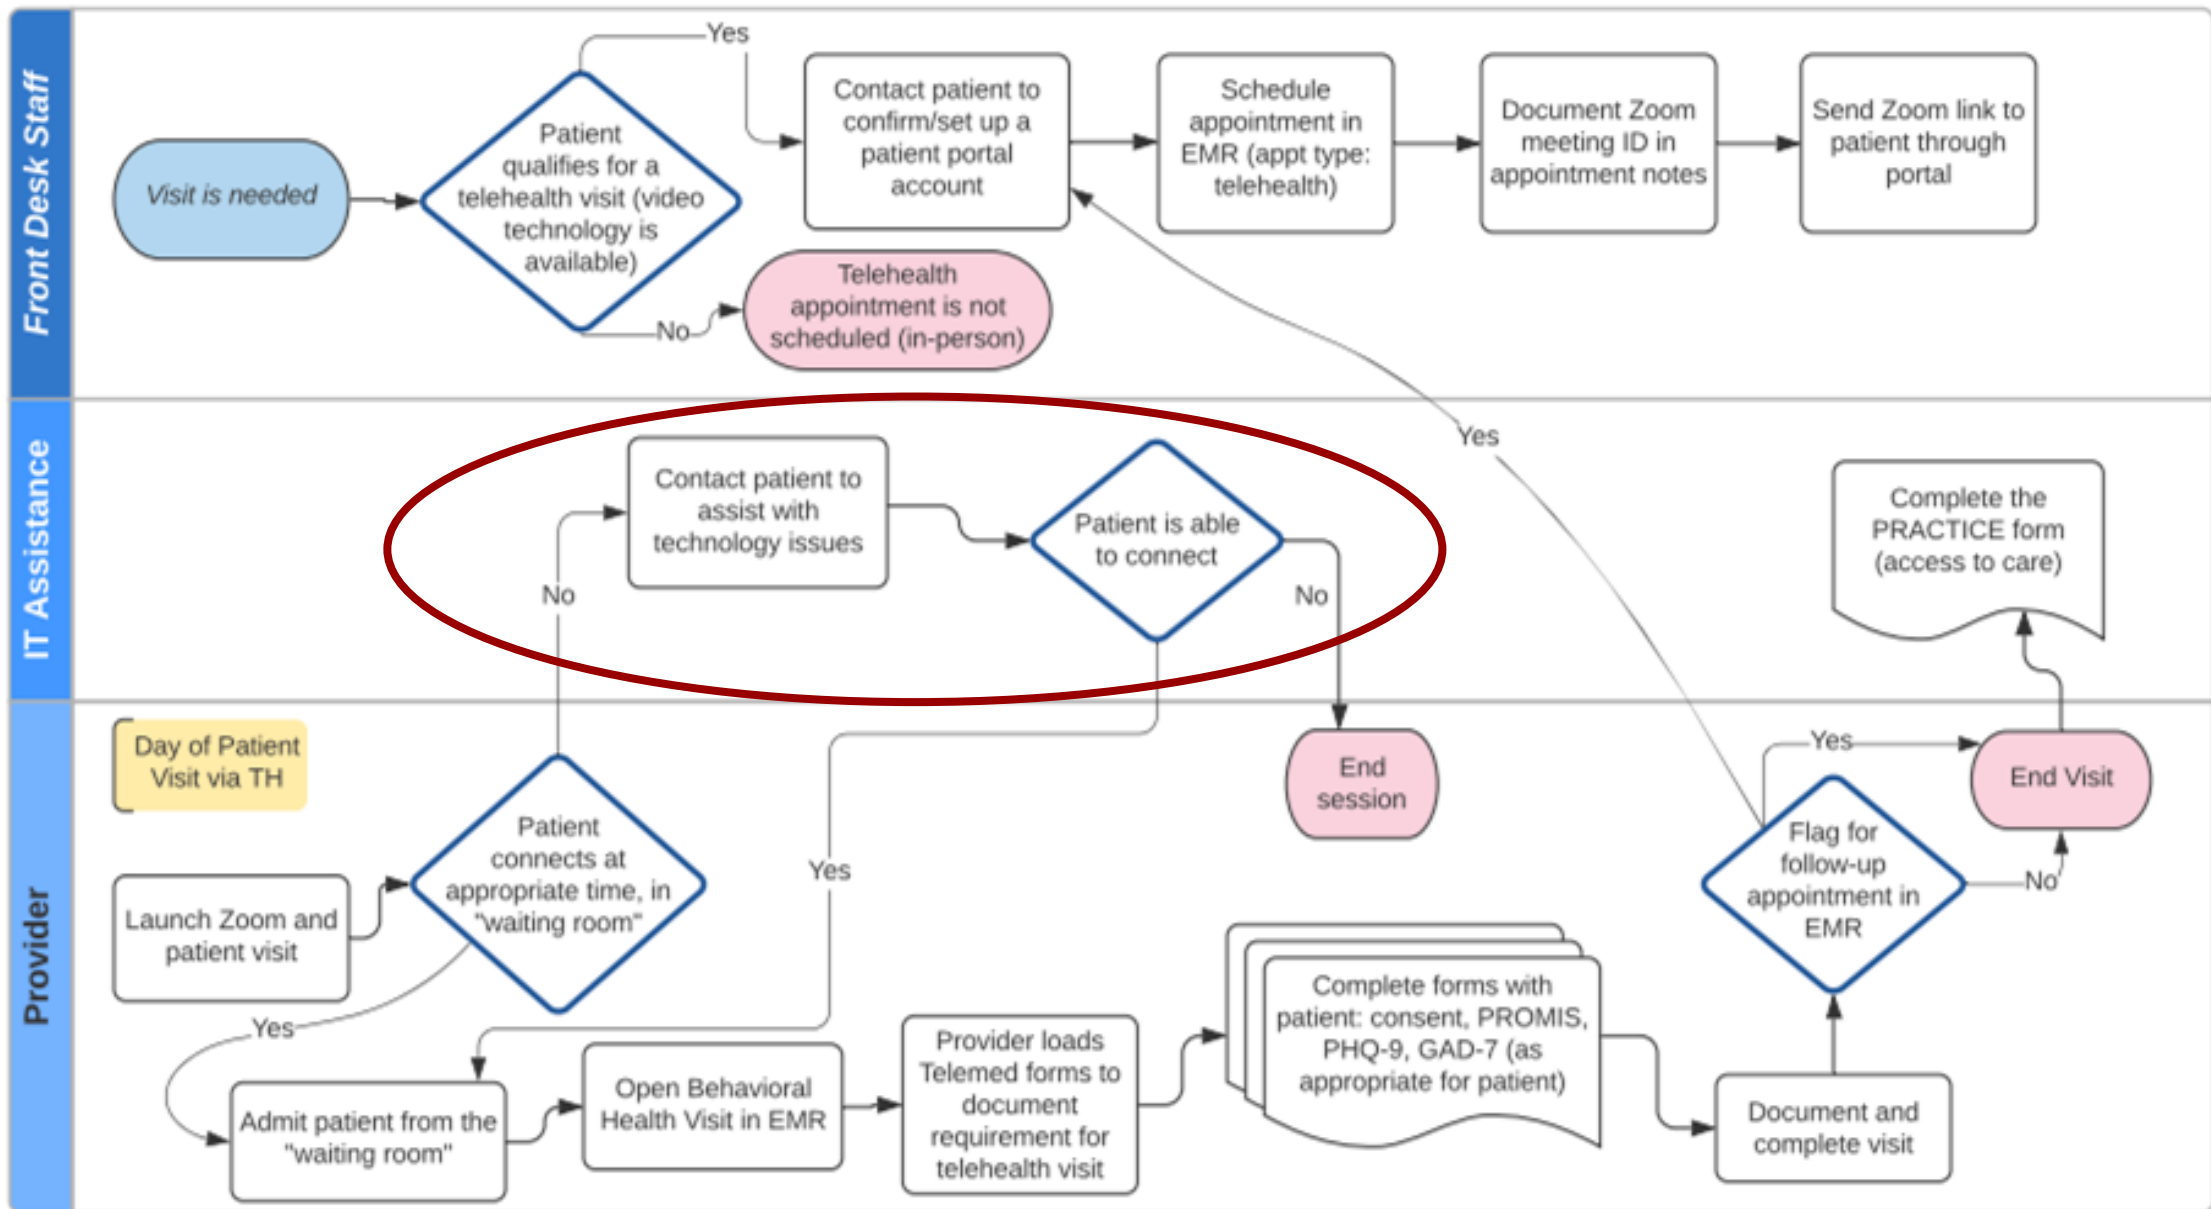 Front Desk Staff
Visit is needed
Patient
qualifies for a
telehealth visit (video
technology is
available)
Yes
No
Contact patient to
confirm/set up a
patient portal
account
Telehealth
appointment is not
scheduled (in-person)
Schedule
appointment in
EMR (appt type:
telehealth)
Document Zoom
meeting ID in
appointment notes
Send Zoom link to
patient through
portal
IT Assistance
No
Contact patient to
assist with
technology issues
Patient is able
to connect
No
Yes
Complete the
PRACTICE form
(access to care)
Provider
Day of Patient
Visit via TH
Launch Zoom and
patient visit
Patient
connects at
appropriate time, in
"waiting room"
Yes
Yes
End
session
Admit patient from the
"waiting room"
Open Behavioral
Health Visit in EMR
Provider loads
Telemed forms to
document
requirement for
telehealth visit
Complete forms with
patient: consent, PROMIS,
PHQ-9, GAD-7 (as
appropriate for patient)
Document and
complete visit
Flag for
follow-up
appointment in
EMR
Yes
No
End Visit